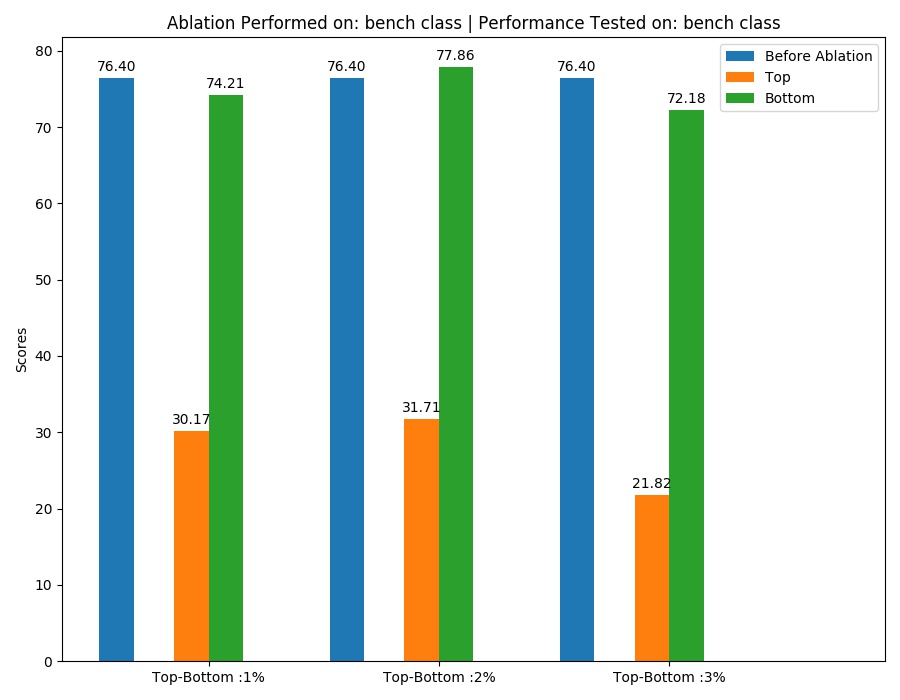 Ablation Performed on: bench class | Performance Tested on: bench class
Before Ablation
Top
Bottom
Scores
80
70
60
50
40
30
20
10
0
76.40
30.17
74.21
76.40
31.71
77.86
76.40
21.82
72.18
Top-Bottom :1%
Top-Bottom :2%
Top-Bottom :3%